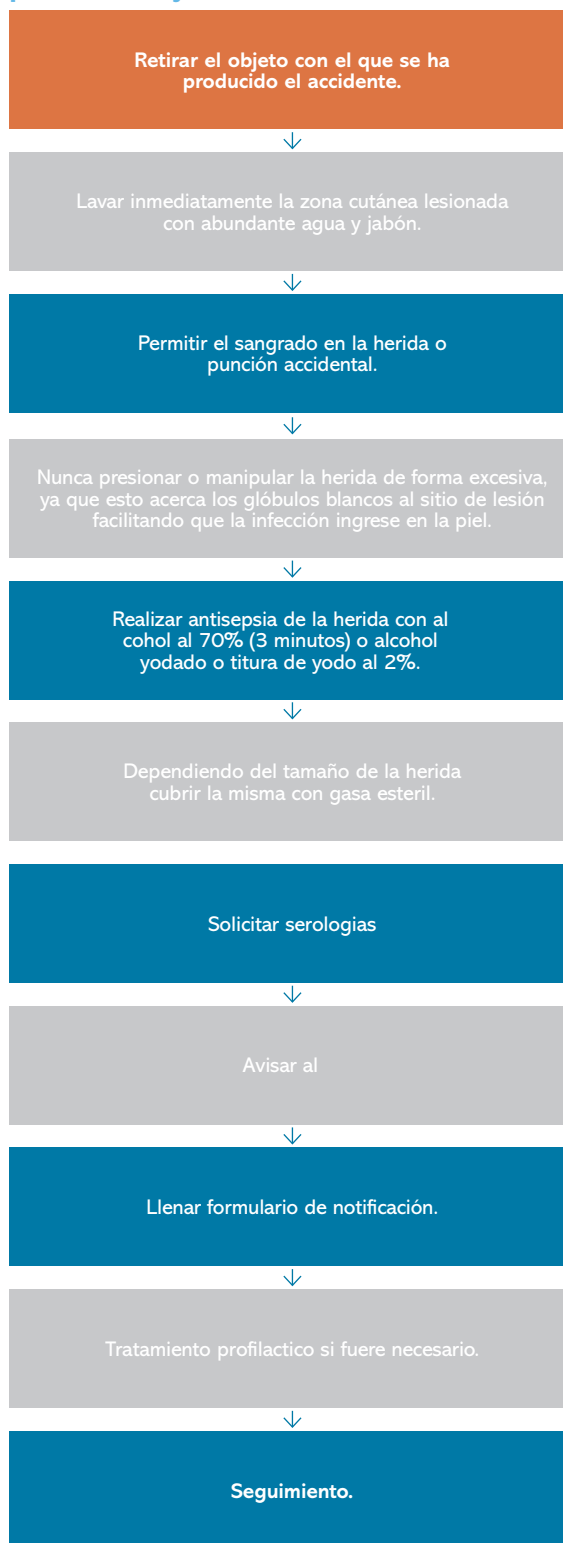 Retirar el objeto con el que se ha
producido el accidente.
Lavar inmediatamente la zona cutánea lesionada
con abundante agua y jabón.
Permitir el sangrado en la herida o
punción accidental.
Nunca presionar o manipular la herida de forma excesiva,
ya que esto acerca los glóbulos blancos al sitio de lesión
facilitando que la infección ingrese en la piel.
Realizar antisepsia de la herida con al
cohol al 70% (3 minutos) o alcohol
yodado o titura de yodo al 2%.
Dependiendo del tamaño de la herida
cubrir la misma con gasa esteril.
Solicitar serologias
Avisar al
Llenar formulario de notificación.
Tratamiento profilactico si fuere necesario.
Seguimiento.